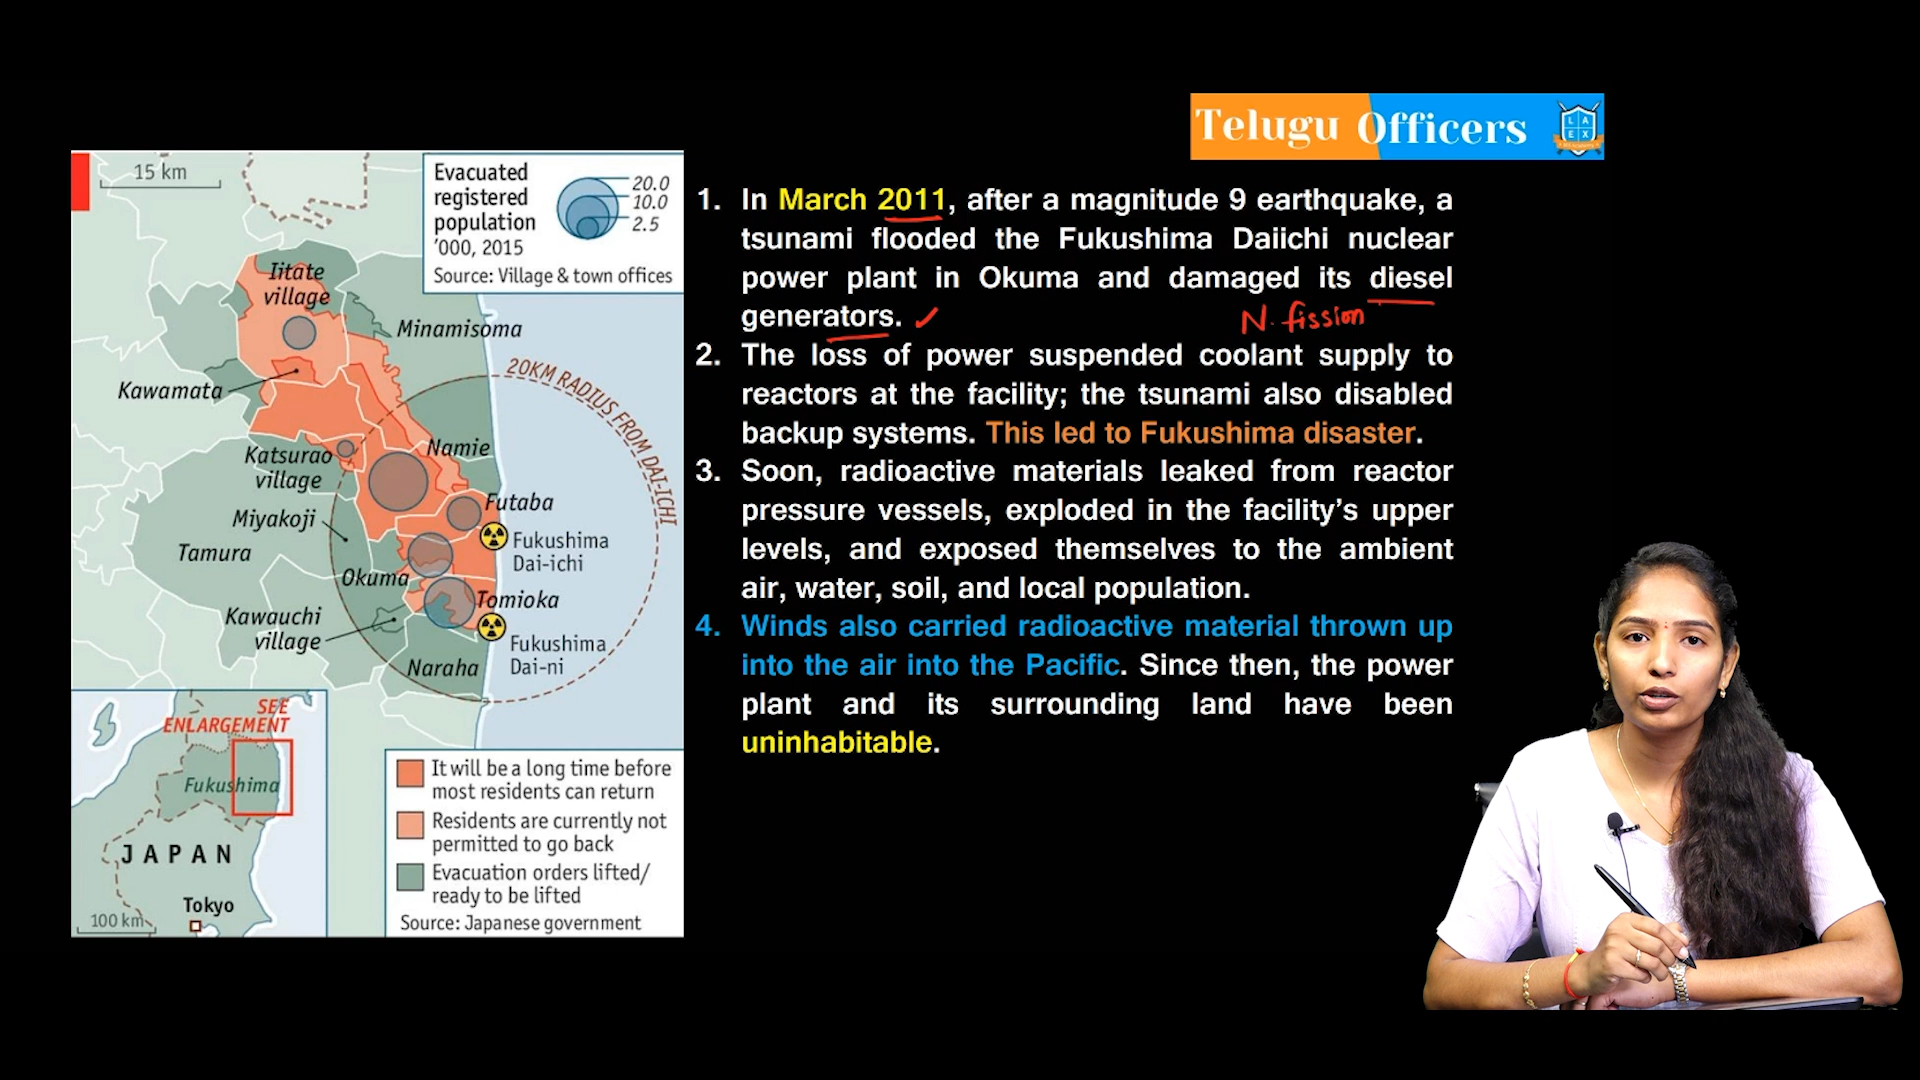 Telugu Officers
L A
E X
15 km
Evacuated
registered
population
'000, 2015
20.0
10.0
2.5
Source: Village & town offices
Iitate
village
Minamisoma
Kawamata
20KM RADIUS FROM DAI-ICHI
Namie
Katsurao
village
Futaba
Miyakoji
Fukushima
Dai-ichi
Tamura
Okuma
Tomioka
Kawauchi
village
Fukushima
Dai-ni
Naraha
SEE
ENLARGEMENT
Fukushima
JAPAN
Tokyo
100 km
It will be a long time before
most residents can return
Residents are currently not
permitted to go back
Evacuation orders lifted/
ready to be lifted
Source: Japanese government
1. In March 2011, after a magnitude 9 earthquake, a
tsunami flooded the Fukushima Daiichi nuclear
power plant in Okuma and damaged its diesel
generators.
N. fission
2. The loss of power suspended coolant supply to
reactors at the facility; the tsunami also disabled
backup systems. This led to Fukushima disaster.
3. Soon, radioactive materials leaked from reactor
pressure vessels, exploded in the facility's upper
levels, and exposed themselves to the ambient
air, water, soil, and local population.
4. Winds also carried radioactive material thrown up
into the air into the Pacific. Since then, the power
plant and its surrounding land have been
uninhabitable.